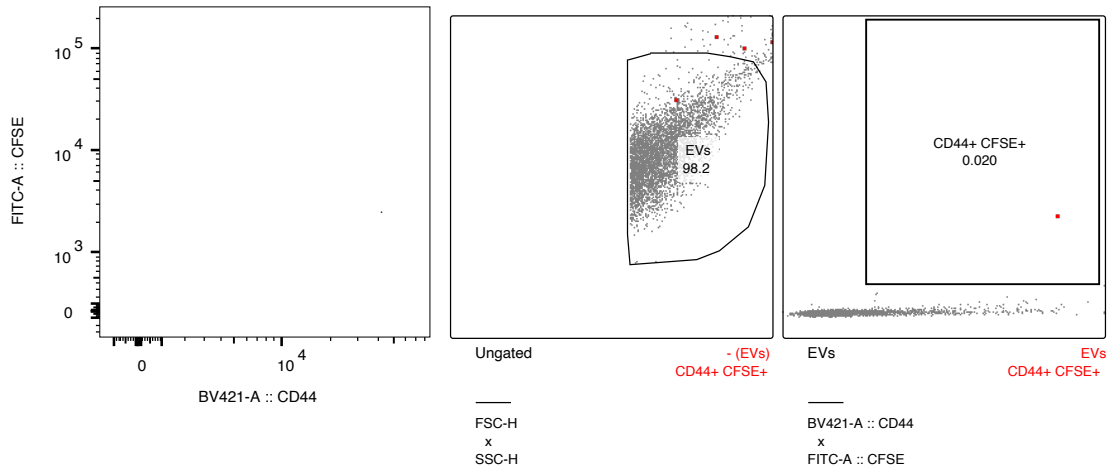 10 5
10 4
10 3
0
FITC-A :: CFSE
0
10 4
BV421-A :: CD44
EVs
98.2
Ungated
- (EVs)
CD44+ CFSE+
FSC-H
x
SSC-H
CD44+ CFSE+
0.020
EVs
EVs
CD44+ CFSE+
BV421-A :: CD44
x
FITC-A :: CFSE